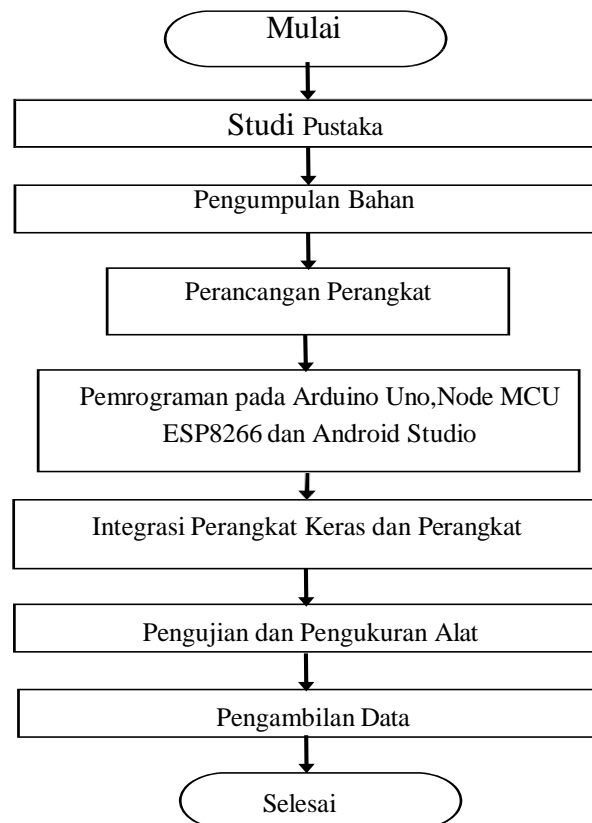 Mulai
Studi Pustaka
Pengumpulan Bahan
Perancangan Perangkat
Pemrograman pada Arduino Uno,Node MCU
ESP8266 dan Android Studio
Integrasi Perangkat Keras dan Perangkat
Pengujian dan Pengukuran Alat
Pengambilan Data
Selesai